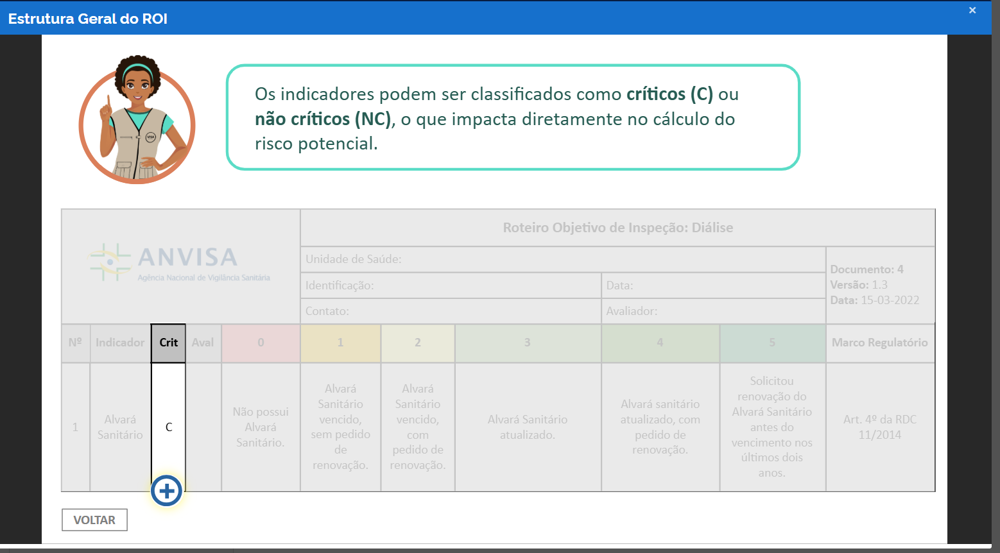 Estrutura Geral do ROI
×
VISA
Os indicadores podem ser classificados como críticos (C) ou
não críticos (NC), o que impacta diretamente no cálculo do
risco potencial.
ANVISA
Agência Nacional de Vigilância Sanitária
Roteiro Objetivo de Inspeção: Diálise
Unidade de Saúde:
Identificação:
Data:
Contato:
Avaliador:
Documento: 4
Versão: 1.3
Data: 15-03-2022
Nº
Indicador
Crit
Aval
0
1
2
3
4
5
Marco Regulatório
1
Alvará
Sanitário
C
Não possui
Alvará
Sanitário.
Alvará
Sanitário
vencido,
sem pedido
de
renovação.
Alvará
Sanitário
vencido,
com
pedido de
renovação.
Alvará Sanitário
atualizado.
Alvará sanitário
atualizado, com
pedido de
renovação.
Solicitou
renovação do
Alvará Sanitário
antes do
vencimento nos
últimos dois
anos.
Art. 4º da RDC
11/2014
VOLTAR